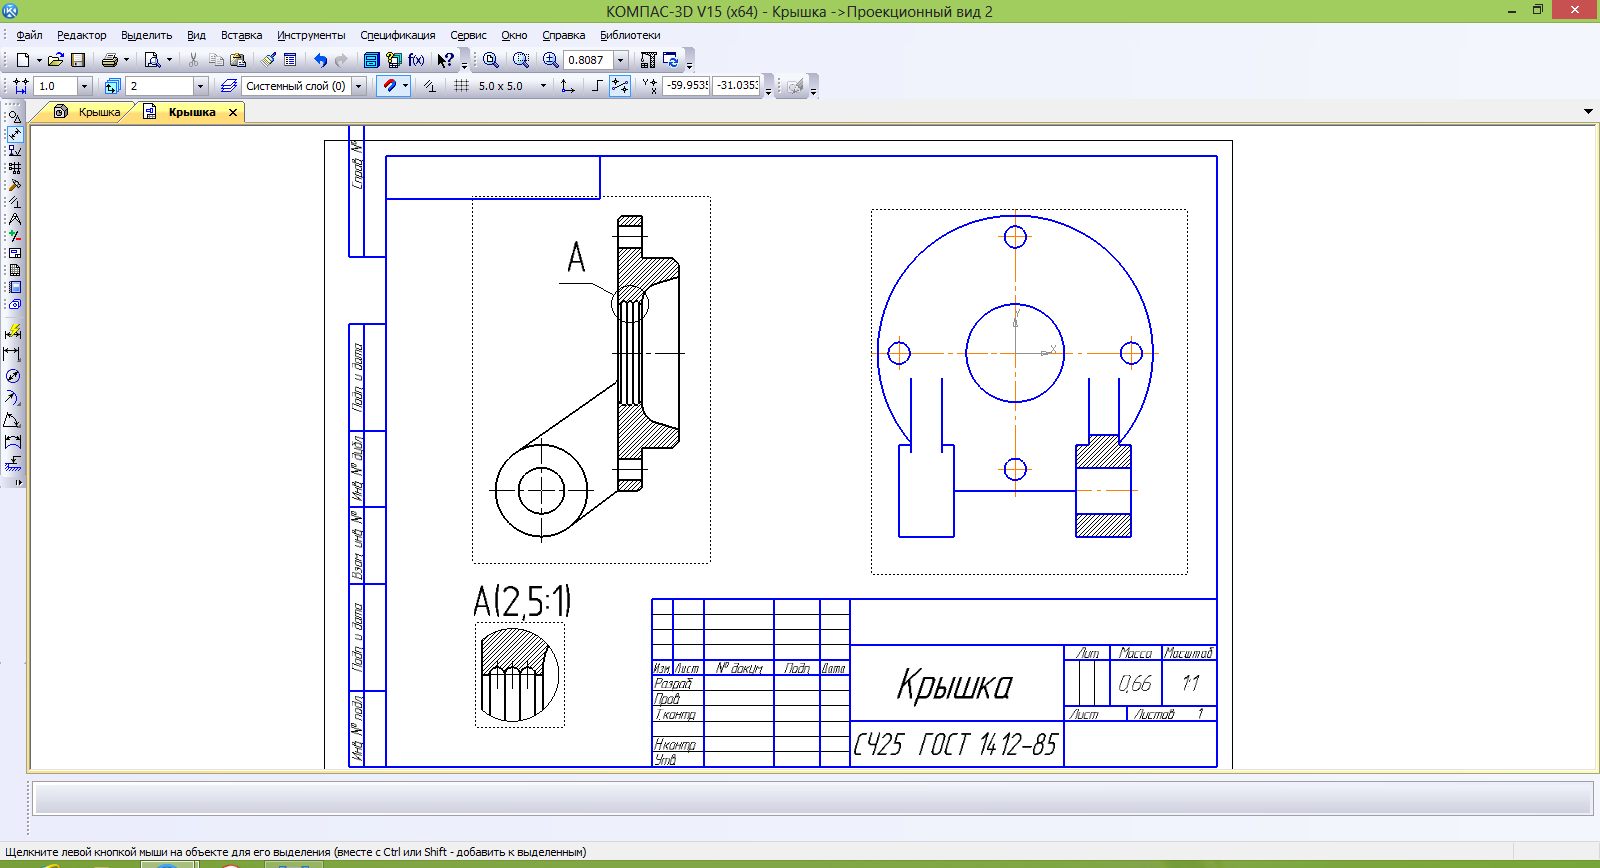 КОМПАС-3D V15 (x64) - Крышка ->Проекционный вид 2
Файл Редактор Выделить Вид Вставка Инструменты Спецификация Сервис Окно Справка Библиотеки
f(x) 0.8087
1.0 2 Системный слой (0) 5.0 x 5.0 -59.953 -31.035
Крышка Крышка
Справ. №
Подп. и дата
Инв. № дубл.
Взам. инв. №
Подп. и дата
Инв. № подл.
А
Y
X
А(2,5:1)
Изм. Лист № докум. Подп. Дата
Разраб.
Пров.
Т.контр.
Н.контр.
Утв.
Крышка
СЧ25 ГОСТ 1412-85
Лит. Масса Масштаб
0,66 1:1
Лист Листов 1
Щелкните левой кнопкой мыши на объекте для его выделения (вместе с Ctrl или Shift - добавить к выделенным)